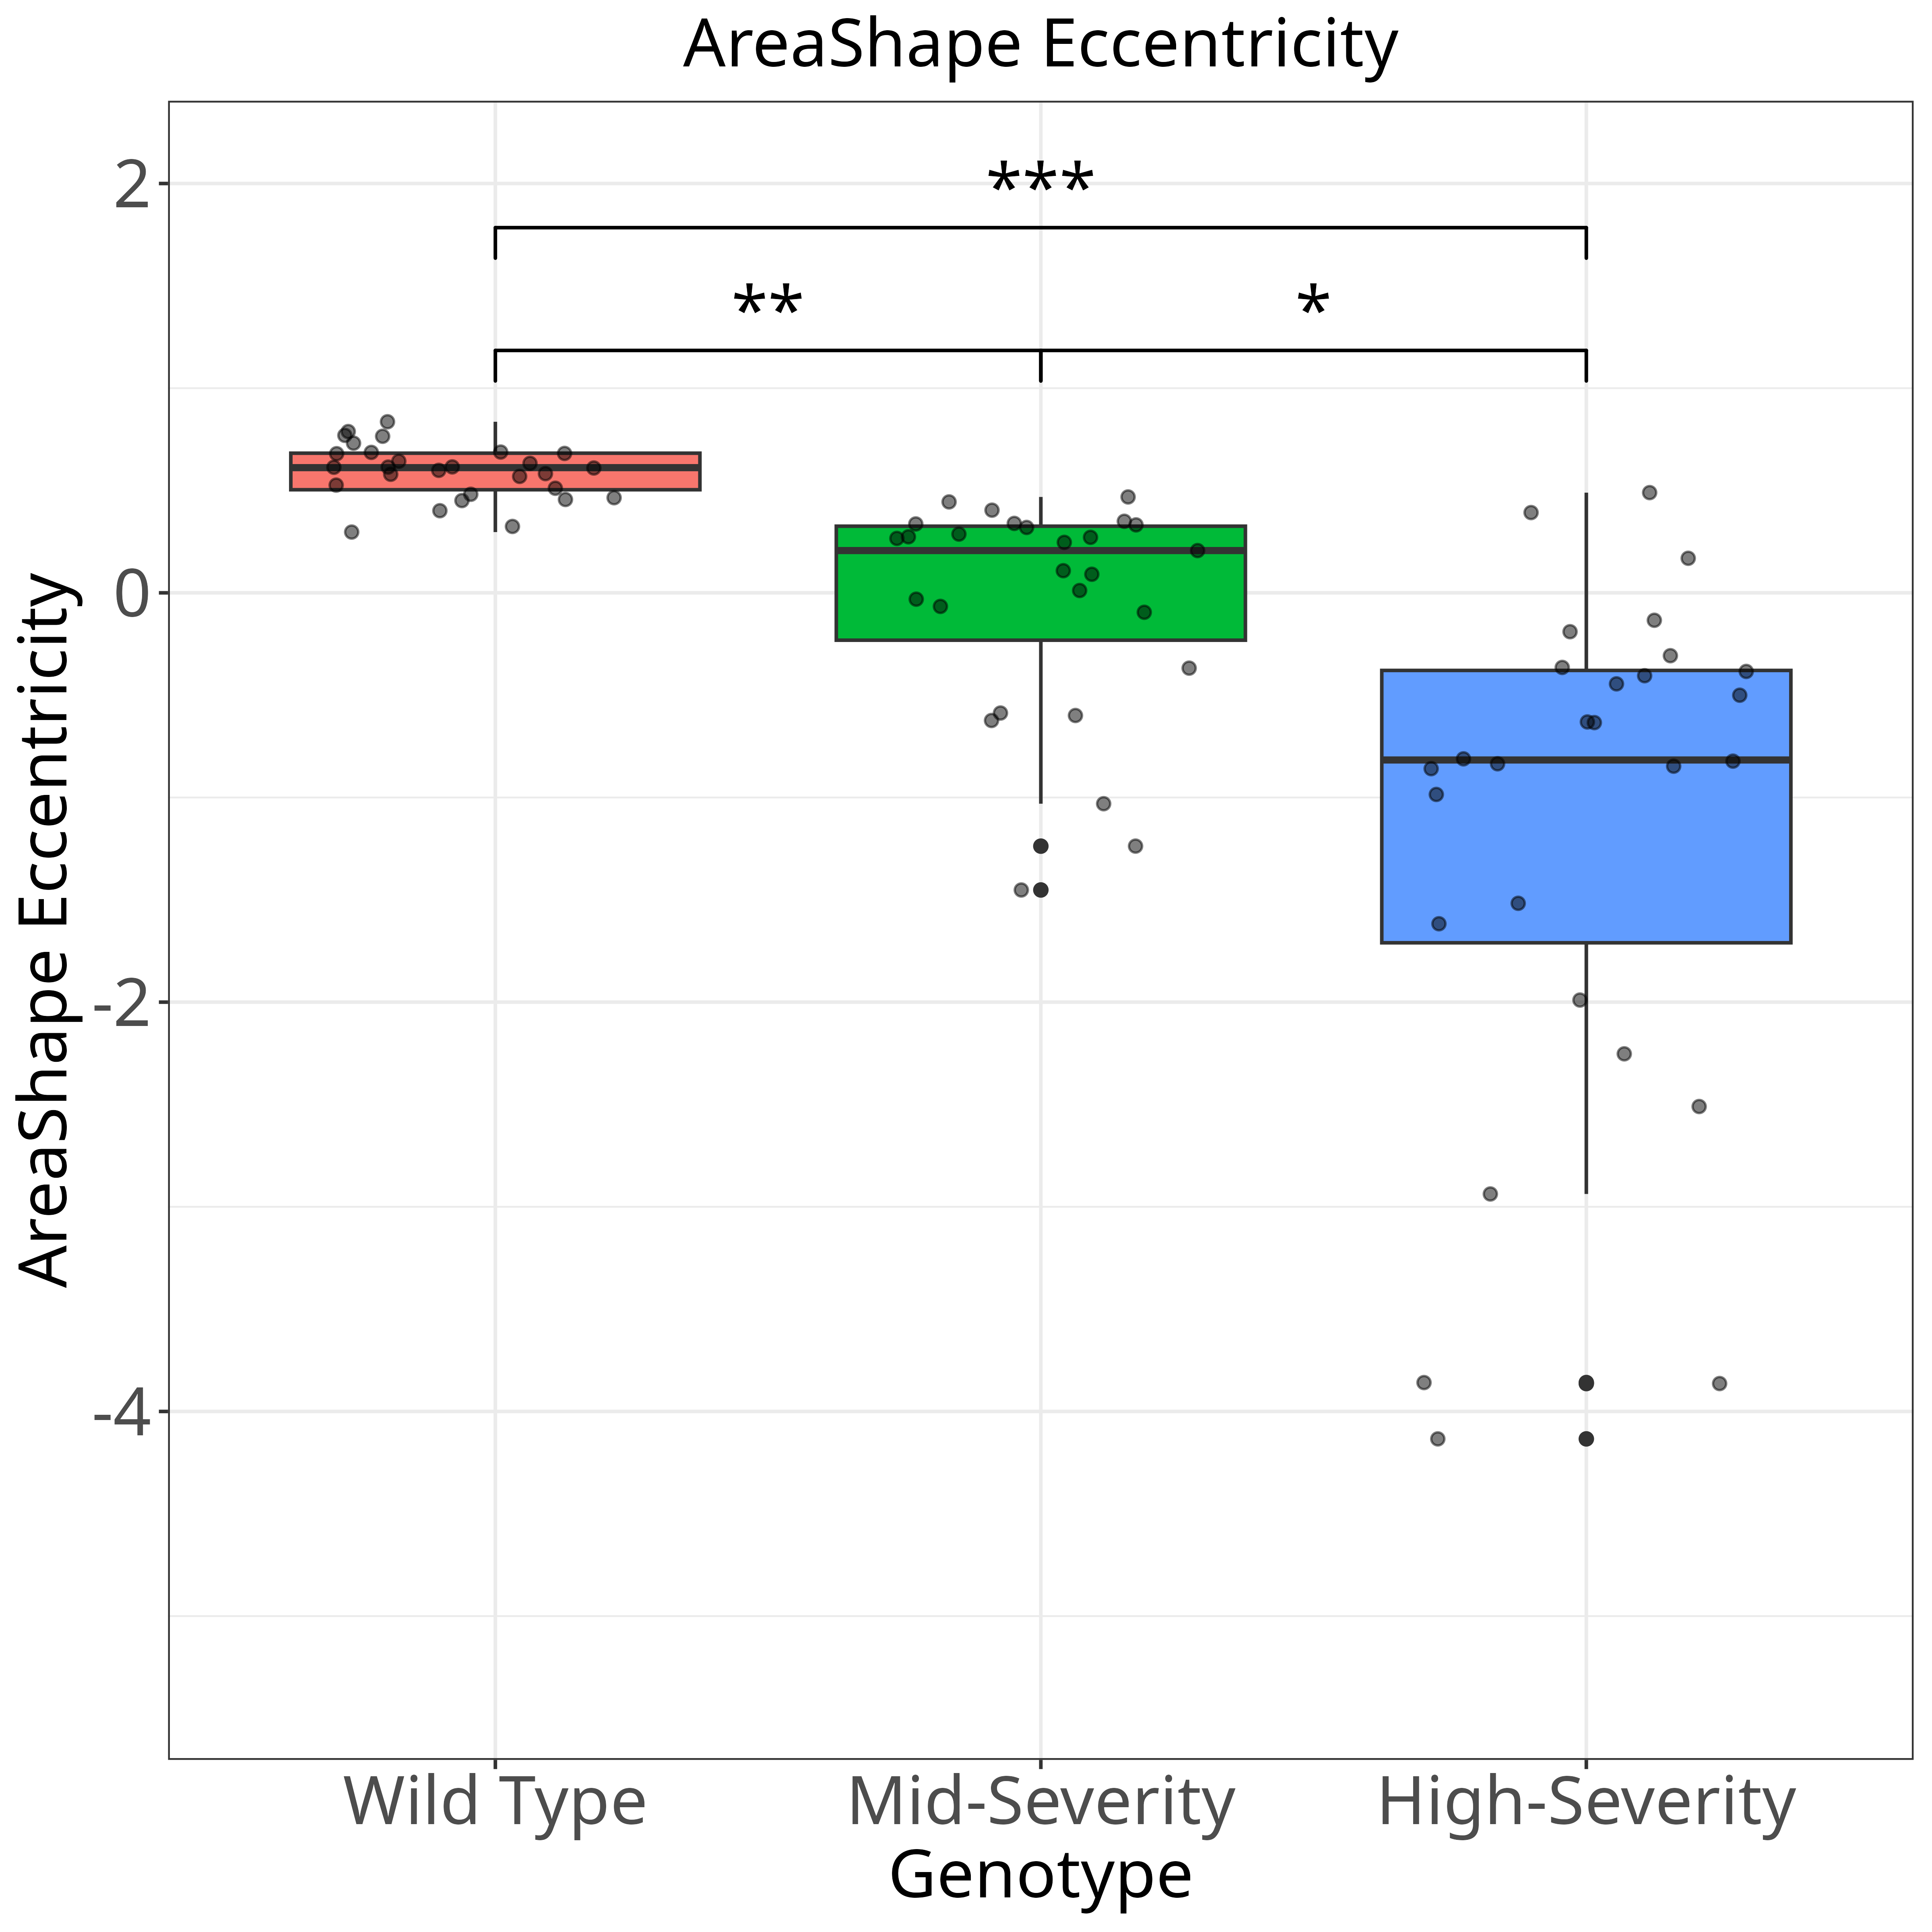 AreaShape Eccentricity
***
** *
AreaShape Eccentricity
2
0
-2
-4
Wild Type Mid-Severity High-Severity
Genotype